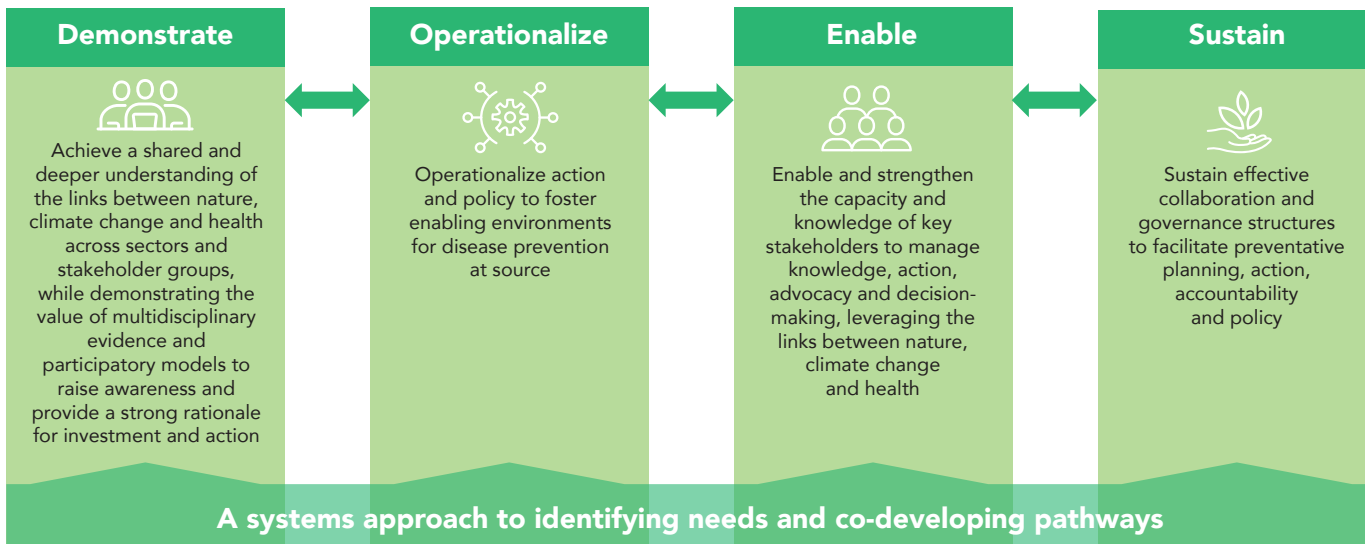 Demonstrate
Achieve a shared and
deeper understanding of
the links between nature,
climate change and health
across sectors and
stakeholder groups,
while demonstrating the
value of multidisciplinary
evidence and
participatory models to
raise awareness and
provide a strong rationale
for investment and action
Operationalize
Operationalize action
and policy to foster
enabling environments
for disease prevention
at source
Enable
Enable and strengthen
the capacity and
knowledge of key
stakeholders to manage
knowledge, action,
advocacy and decision-
making, leveraging the
links between nature,
climate change
and health
Sustain
Sustain effective
collaboration and
governance structures
to facilitate preventative
planning, action,
accountability
and policy
A systems approach to identifying needs and co-developing pathways